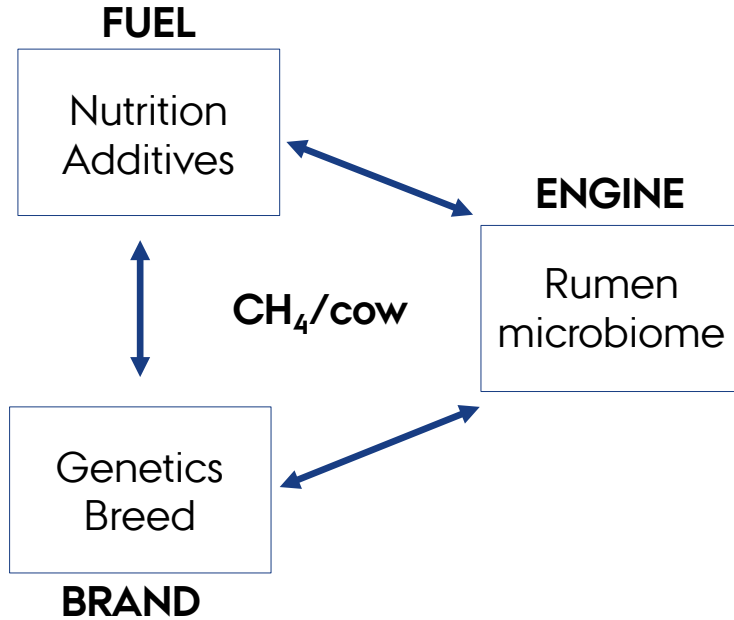 FUEL
Nutrition
Additives
ENGINE
Rumen
microbiome
CH₄/cow
Genetics
Breed
BRAND